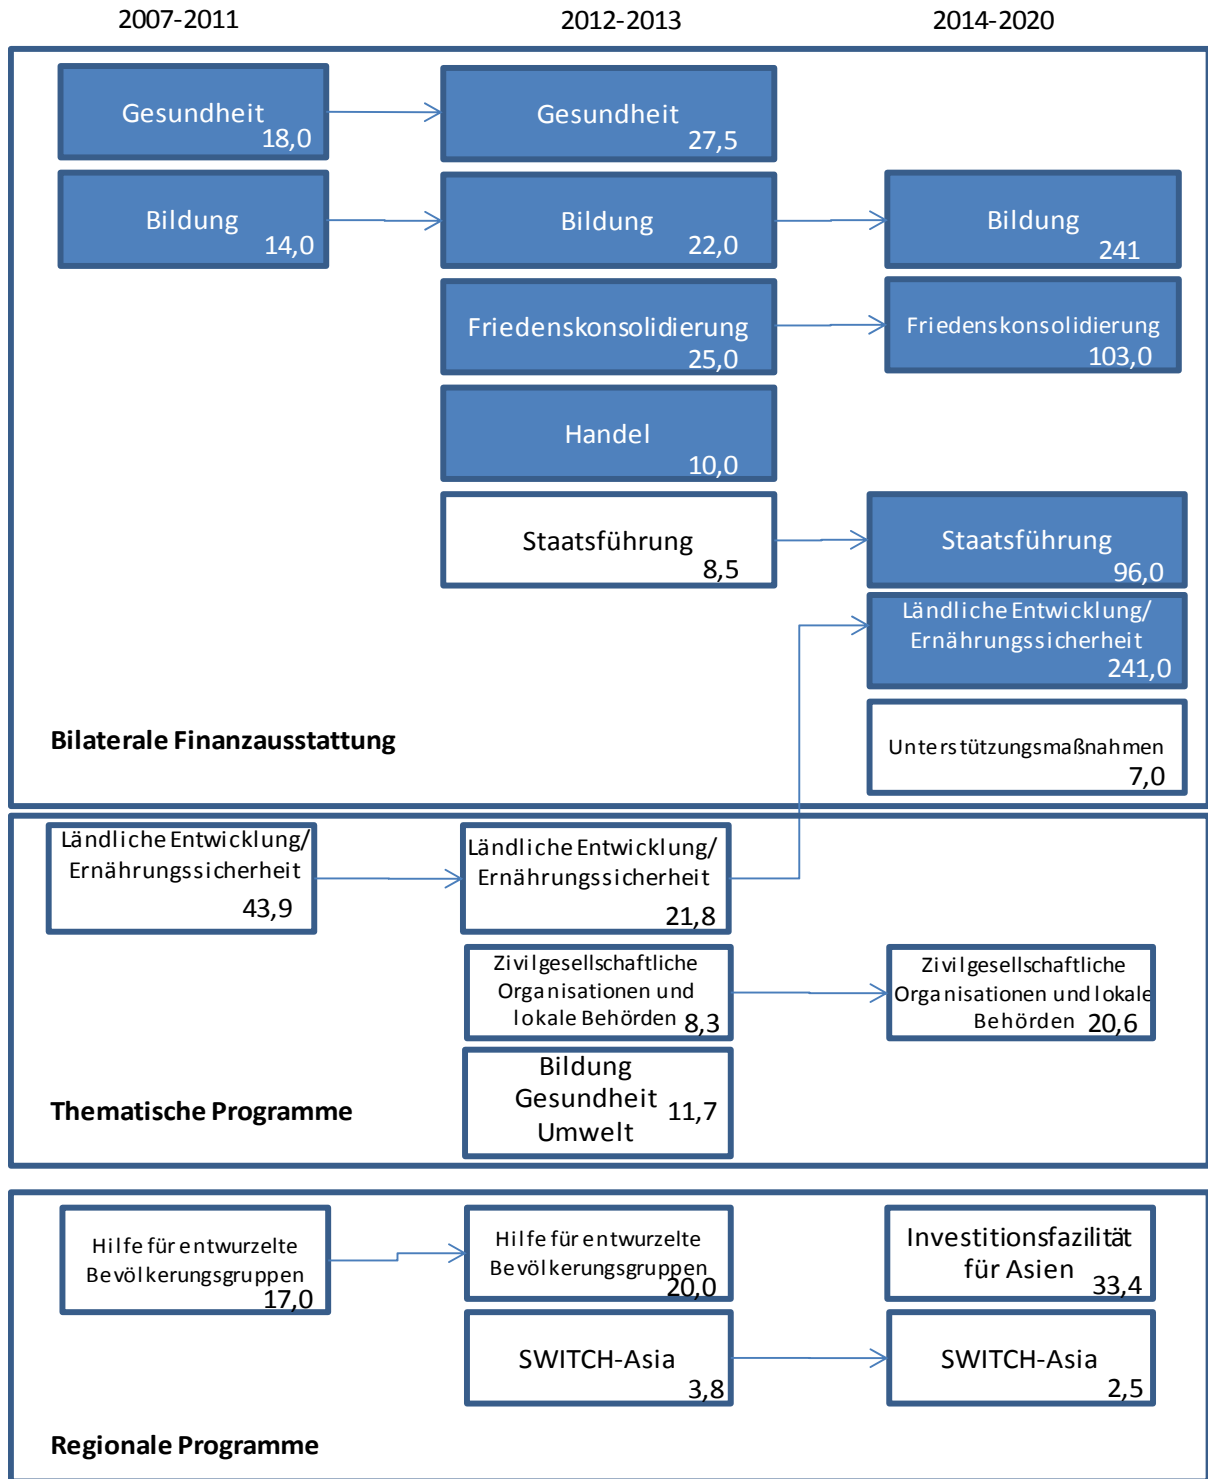 2007-2011 2012-2013 2014-2020
Gesundheit
18,0
Gesundheit
27,5
Bildung
14,0
Bildung
22,0
Bildung
241
Friedenskonsolidierung
25,0
Friedenskonsolidierung
103,0
Handel
10,0
Staatsführung
8,5
Staatsführung
96,0
Ländliche Entwicklung/
Ernährungssicherheit
241,0
Bilaterale Finanzausstattung
Unterstützungsmaßnahmen
7,0
Ländliche Entwicklung/
Ernährungssicherheit
43,9
Ländliche Entwicklung/
Ernährungssicherheit
21,8
Zivilgesellschaftliche
Organisationen und
lokale Behörden 8,3
Zivilgesellschaftliche
Organisationen und lokale
Behörden 20,6
Thematische Programme
Bildung
Gesundheit 11,7
Umwelt
Hilfe für entwurzelte
Bevölkerungsgruppen
17,0
Hilfe für entwurzelte
Bevölkerungsgruppen
20,0
Investitionsfazilität
für Asien 33,4
SWITCH-Asia
3,8
SWITCH-Asia
2,5
Regionale Programme